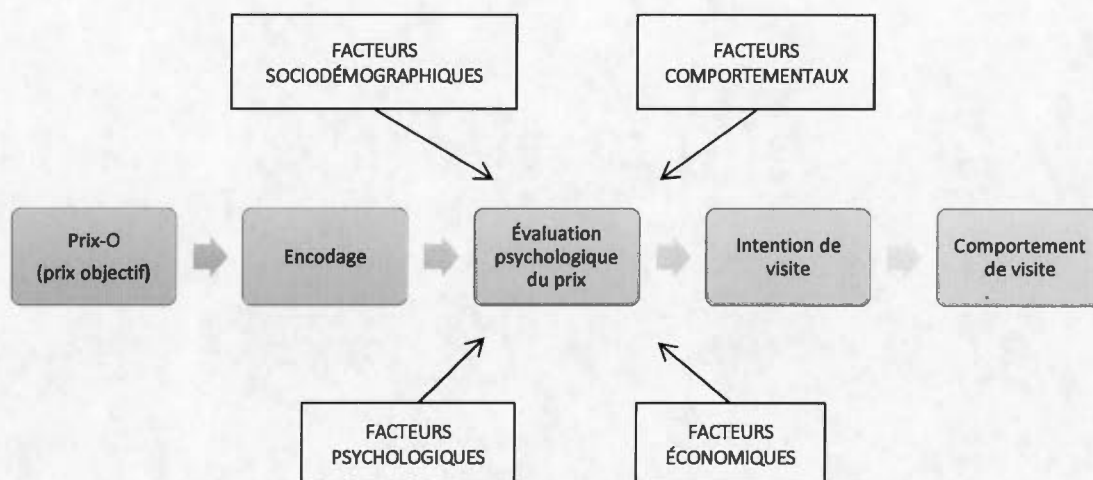 FACTEURS
SOCIODÉMOGRAPHIQUES
FACTEURS
COMPORTEMENTAUX
Prix-O
(prix objectif)
Encodage
Évaluation
psychologique
du prix
Intention de
visite
Comportement
de visite
FACTEURS
PSYCHOLOGIQUES
FACTEURS
ÉCONOMIQUES